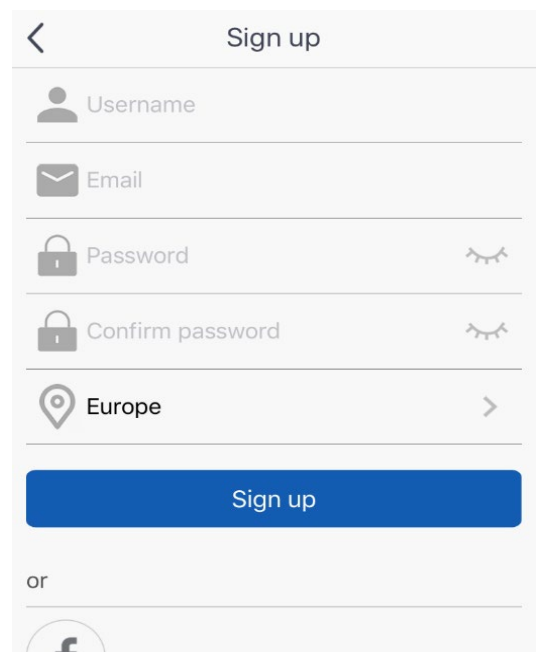 Sign up
Username
Email
Password
Confirm password
Europe
Sign up
or